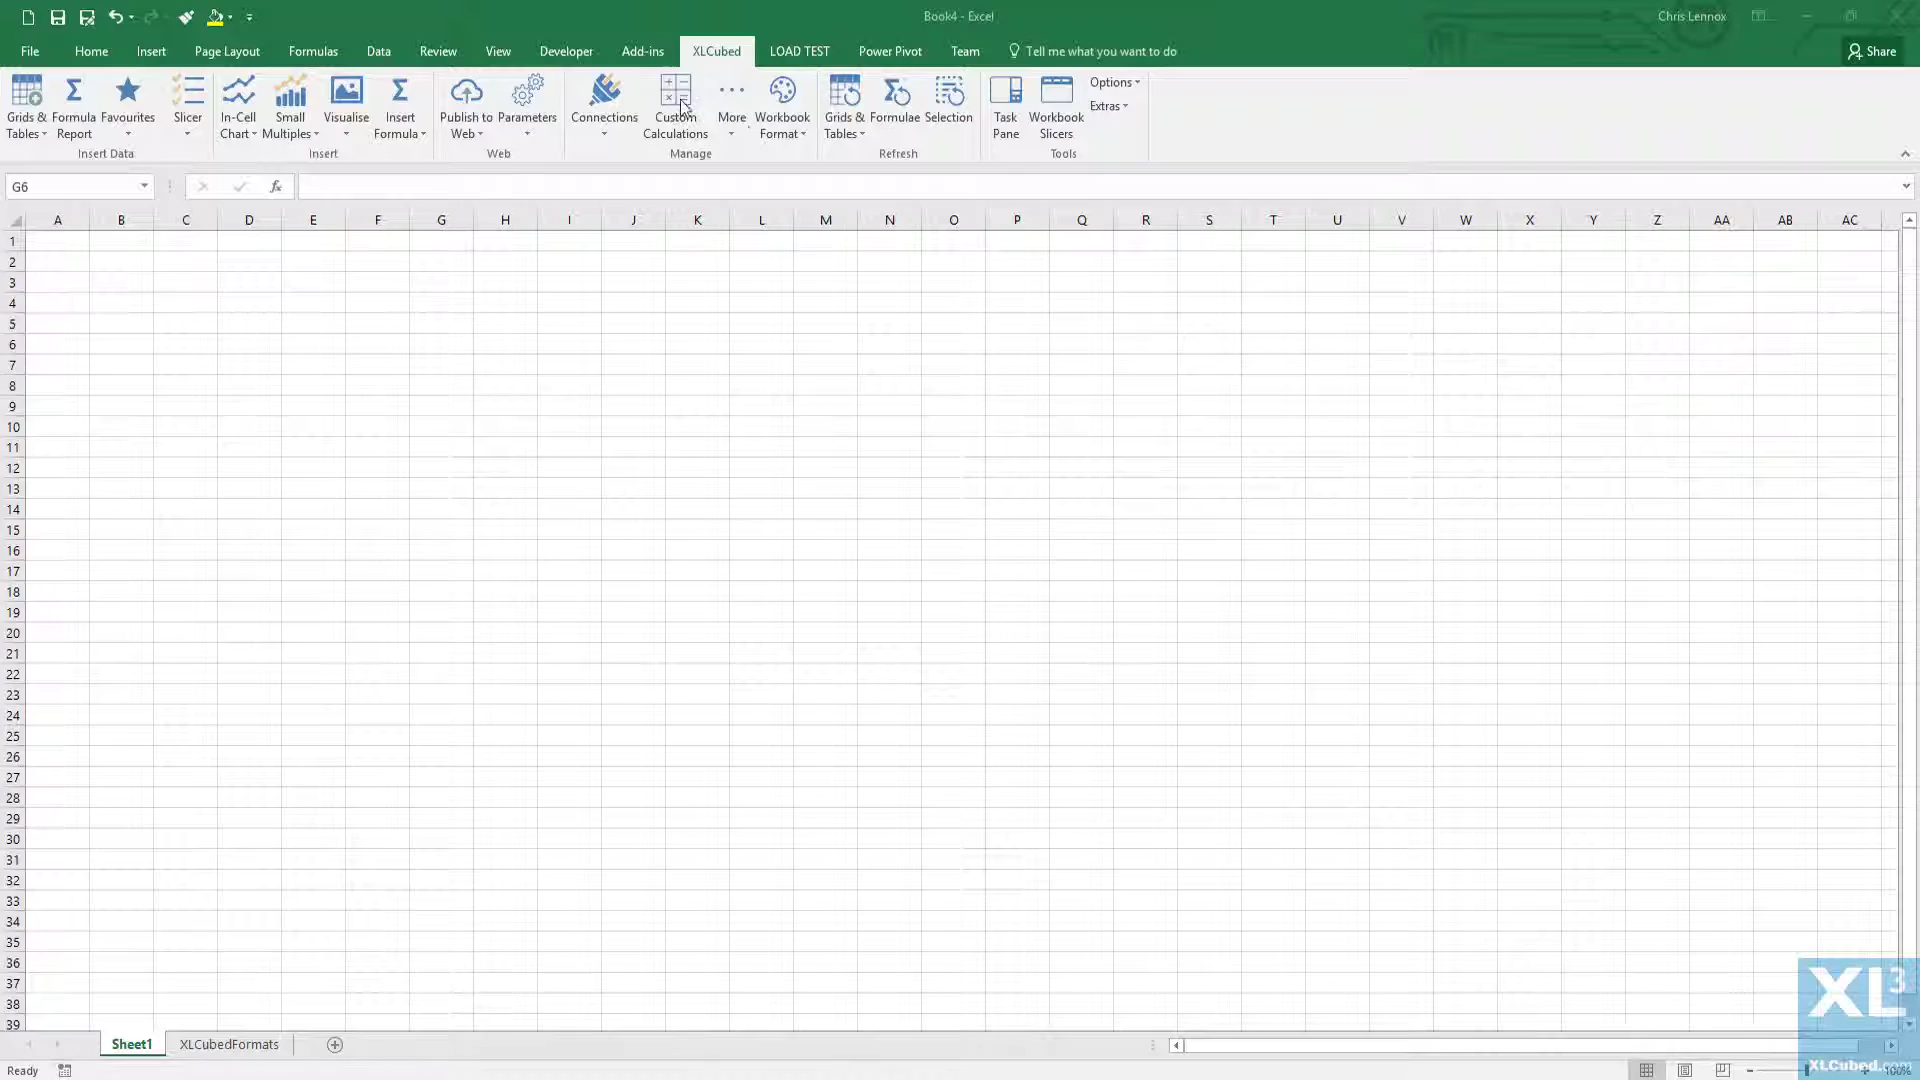 Book4 - Excel
Chris Lennox
File Home Insert Page Layout Formulas Data Review View Developer Add-ins XLCubed LOAD TEST Power Pivot Team Tell me what you want to do Share
Grids & Tables
Formula Report
Favourites
Slicer
In-Cell Chart
Small Multiples
Visualise
Insert Formula
Publish to Web
Parameters
Connections
Custom Calculations
More
Workbook Format
Grids & Tables
Formulae
Selection
Task Pane
Workbook Slicers
Options
Extras
Insert Data Insert Web Manage Refresh Tools
G6
fx
A B C D E F G H I J K L M N O P Q R S T U V W X Y Z AA AB AC
1
2
3
4
5
6
7
8
9
10
11
12
13
14
15
16
17
18
19
20
21
22
23
24
25
26
27
28
29
30
31
32
33
34
35
36
37
38
39
XL3
XLCubed.com
Sheet1 XLCubedFormats
Ready
100%